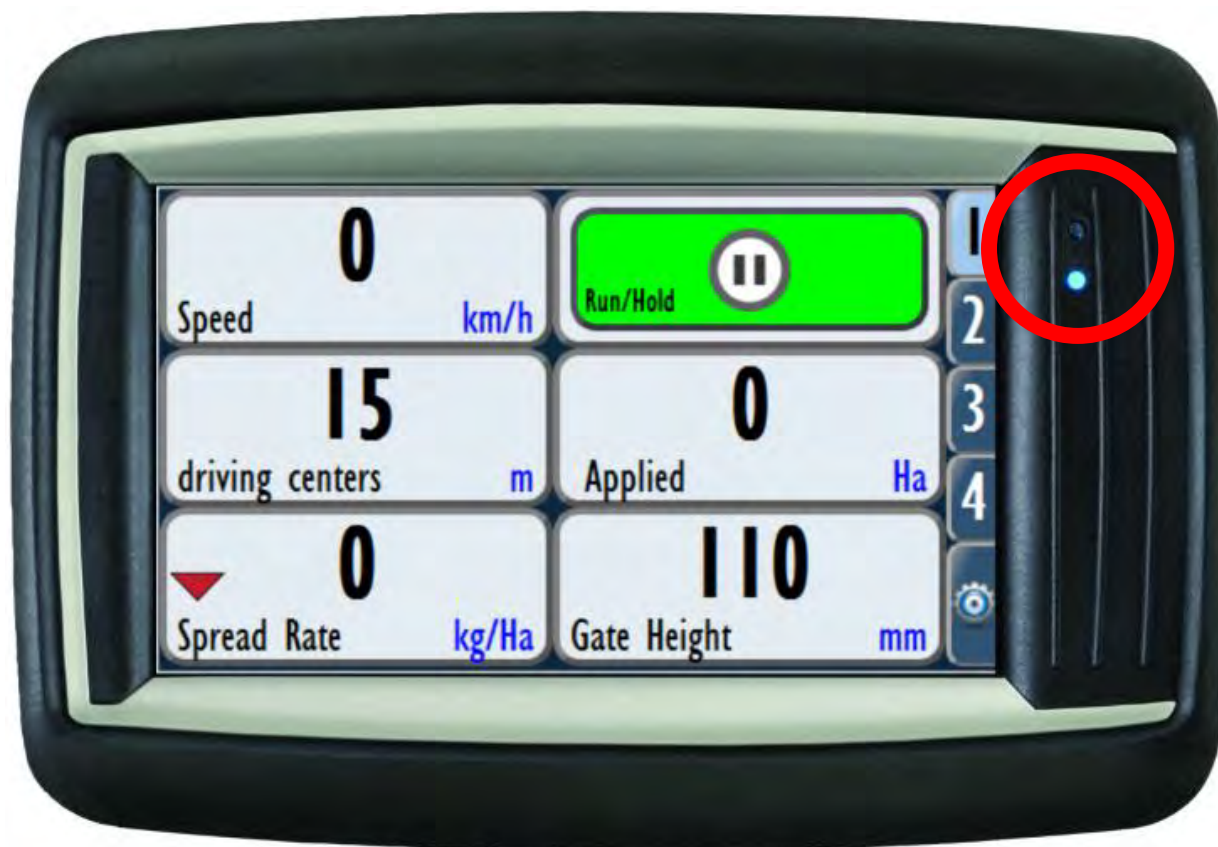 0
Speed km/h
Run/Hold
1
15
driving centers m
0
Applied Ha
2
3
0
Spread Rate kg/Ha
110
Gate Height mm
4